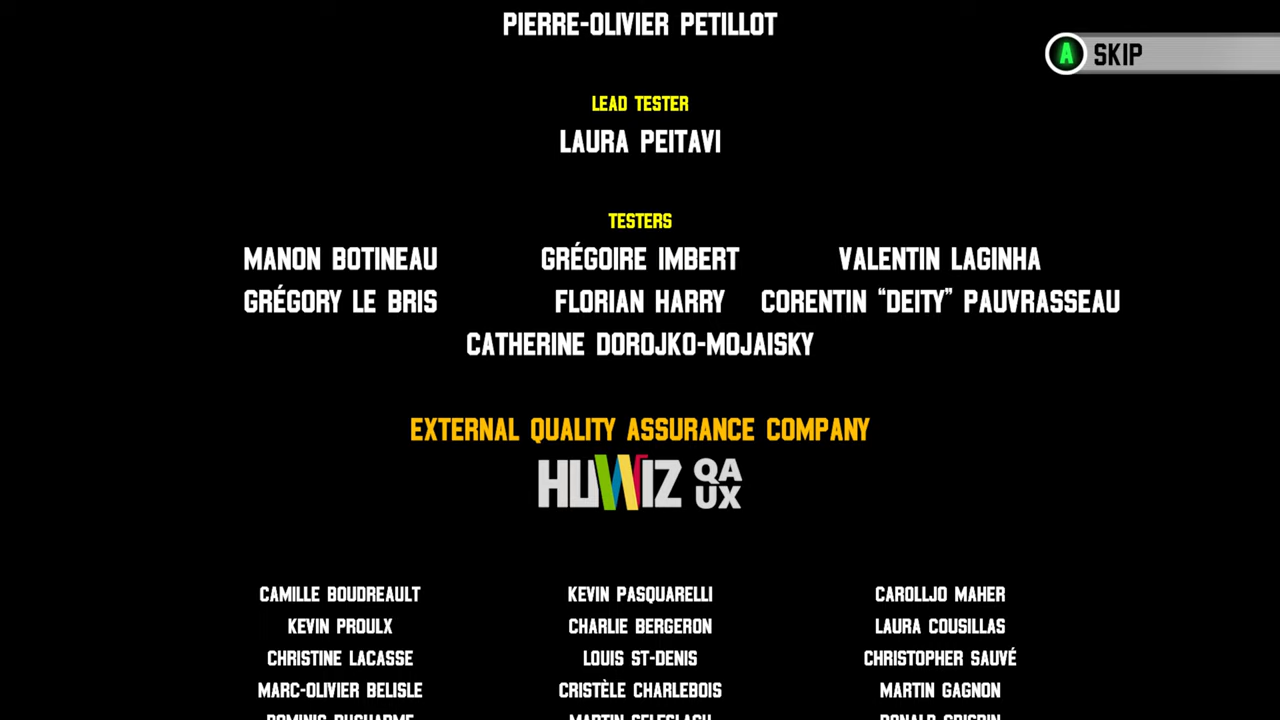 PIERRE-OLIVIER PETILLOT
A SKIP
LEAD TESTER
LAURA PEITAVI
TESTERS
MANON BOTINEAU GRÉGOIRE IMBERT VALENTIN LAGINHA
GRÉGORY LE BRIS FLORIAN HARRY CORENTIN “DEITY” PAUVRASSEAU
CATHERINE DOROJKO-MOJAISKY
EXTERNAL QUALITY ASSURANCE COMPANY
HUWIZ QA
UX
CAMILLE BOUDREAULT KEVIN PASQUARELLI CAROLLJO MAHER
KEVIN PROULX CHARLIE BERGERON LAURA COUSILLAS
CHRISTINE LACASSE LOUIS ST-DENIS CHRISTOPHER SAUVÉ
MARC-OLIVIER BELISLE CRISTÈLE CHARLEBOIS MARTIN GAGNON
MARTIN